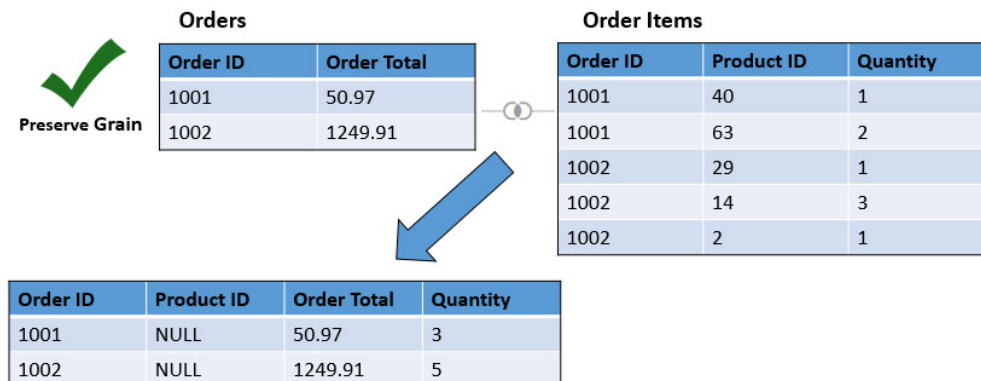 Orders
Order ID Order Total
1001 50.97
1002 1249.91
Preserve Grain
Order Items
Order ID Product ID Quantity
1001 40 1
1001 63 2
1002 29 1
1002 14 3
1002 2 1
Order ID Product ID Order Total Quantity
1001 NULL 50.97 3
1002 NULL 1249.91 5